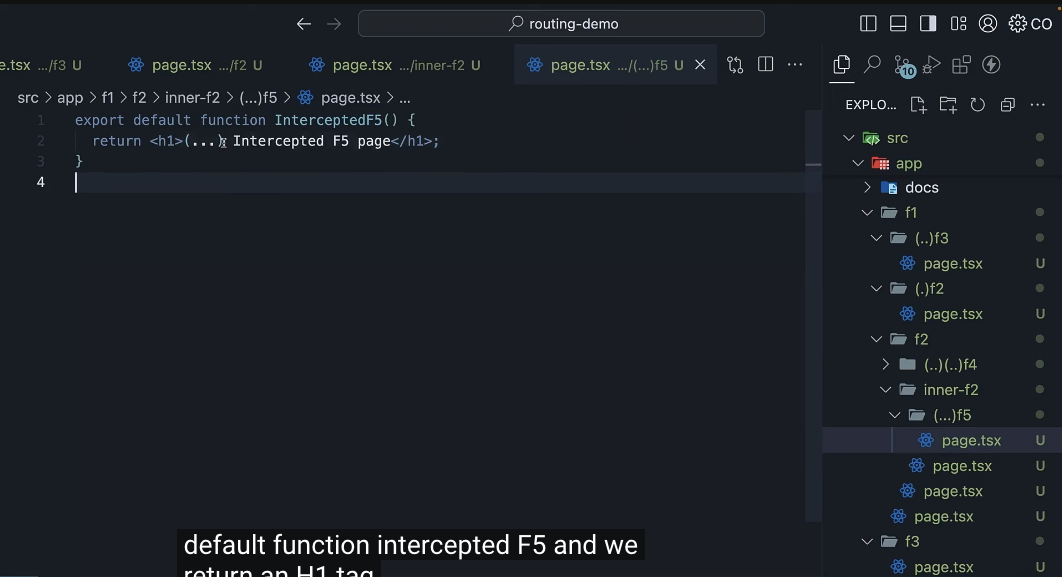 routing-demo
CO
e.tsx .../f3 U
page.tsx .../f2 U
page.tsx .../inner-f2 U
page.tsx .../(...)f5 U
src > app > f1 > f2 > inner-f2 > (...)f5 > page.tsx > ...
1 export default function InterceptedF5() {
2 return <h1>(...) Intercepted F5 page</h1>;
3 }
4
10
EXPLO...
src
app
docs
f1
(..)f3
page.tsx U
(.)f2
page.tsx U
f2
(..)(..)f4
inner-f2
(...)f5
page.tsx U
page.tsx U
page.tsx U
page.tsx U
f3
page.tsx U
default function intercepted F5 and we
return an H1 tag